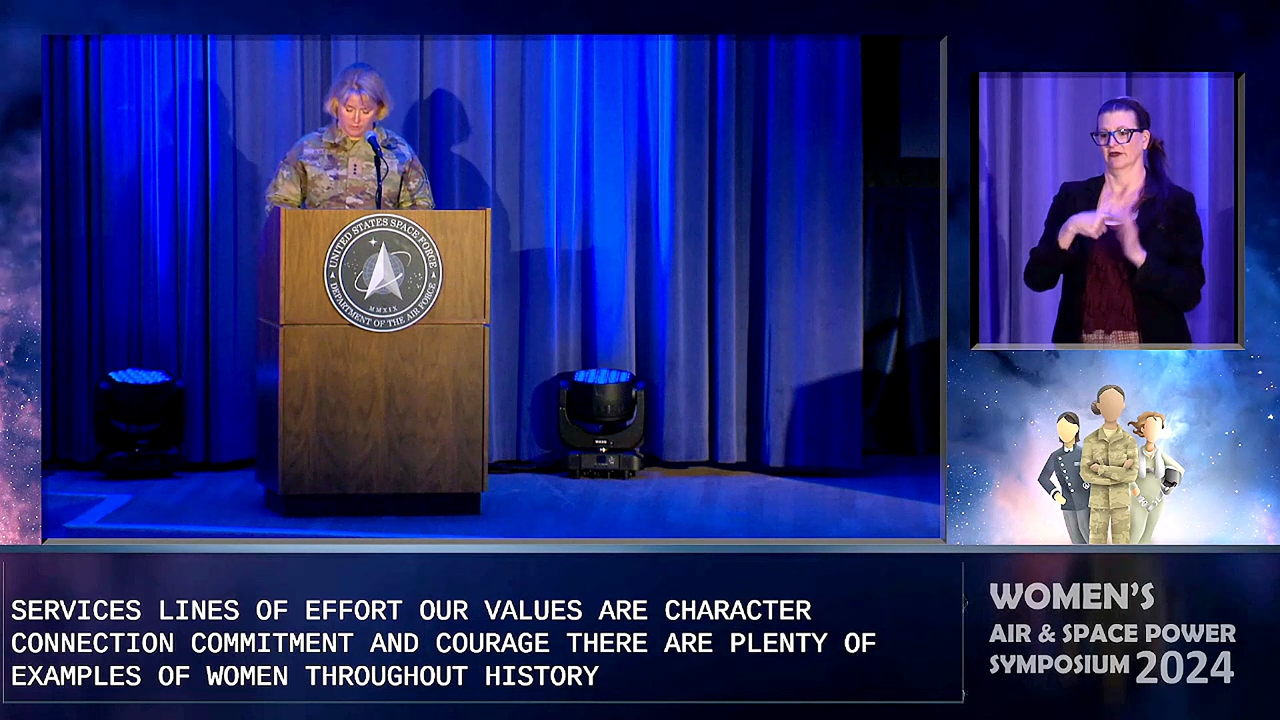 UNITED STATES SPACE FORCE
MMXIX
DEPARTMENT OF THE AIR FORCE
SERVICES LINES OF EFFORT OUR VALUES ARE CHARACTER
CONNECTION COMMITMENT AND COURAGE THERE ARE PLENTY OF
EXAMPLES OF WOMEN THROUGHOUT HISTORY
WOMEN'S
AIR & SPACE POWER
SYMPOSIUM 2024